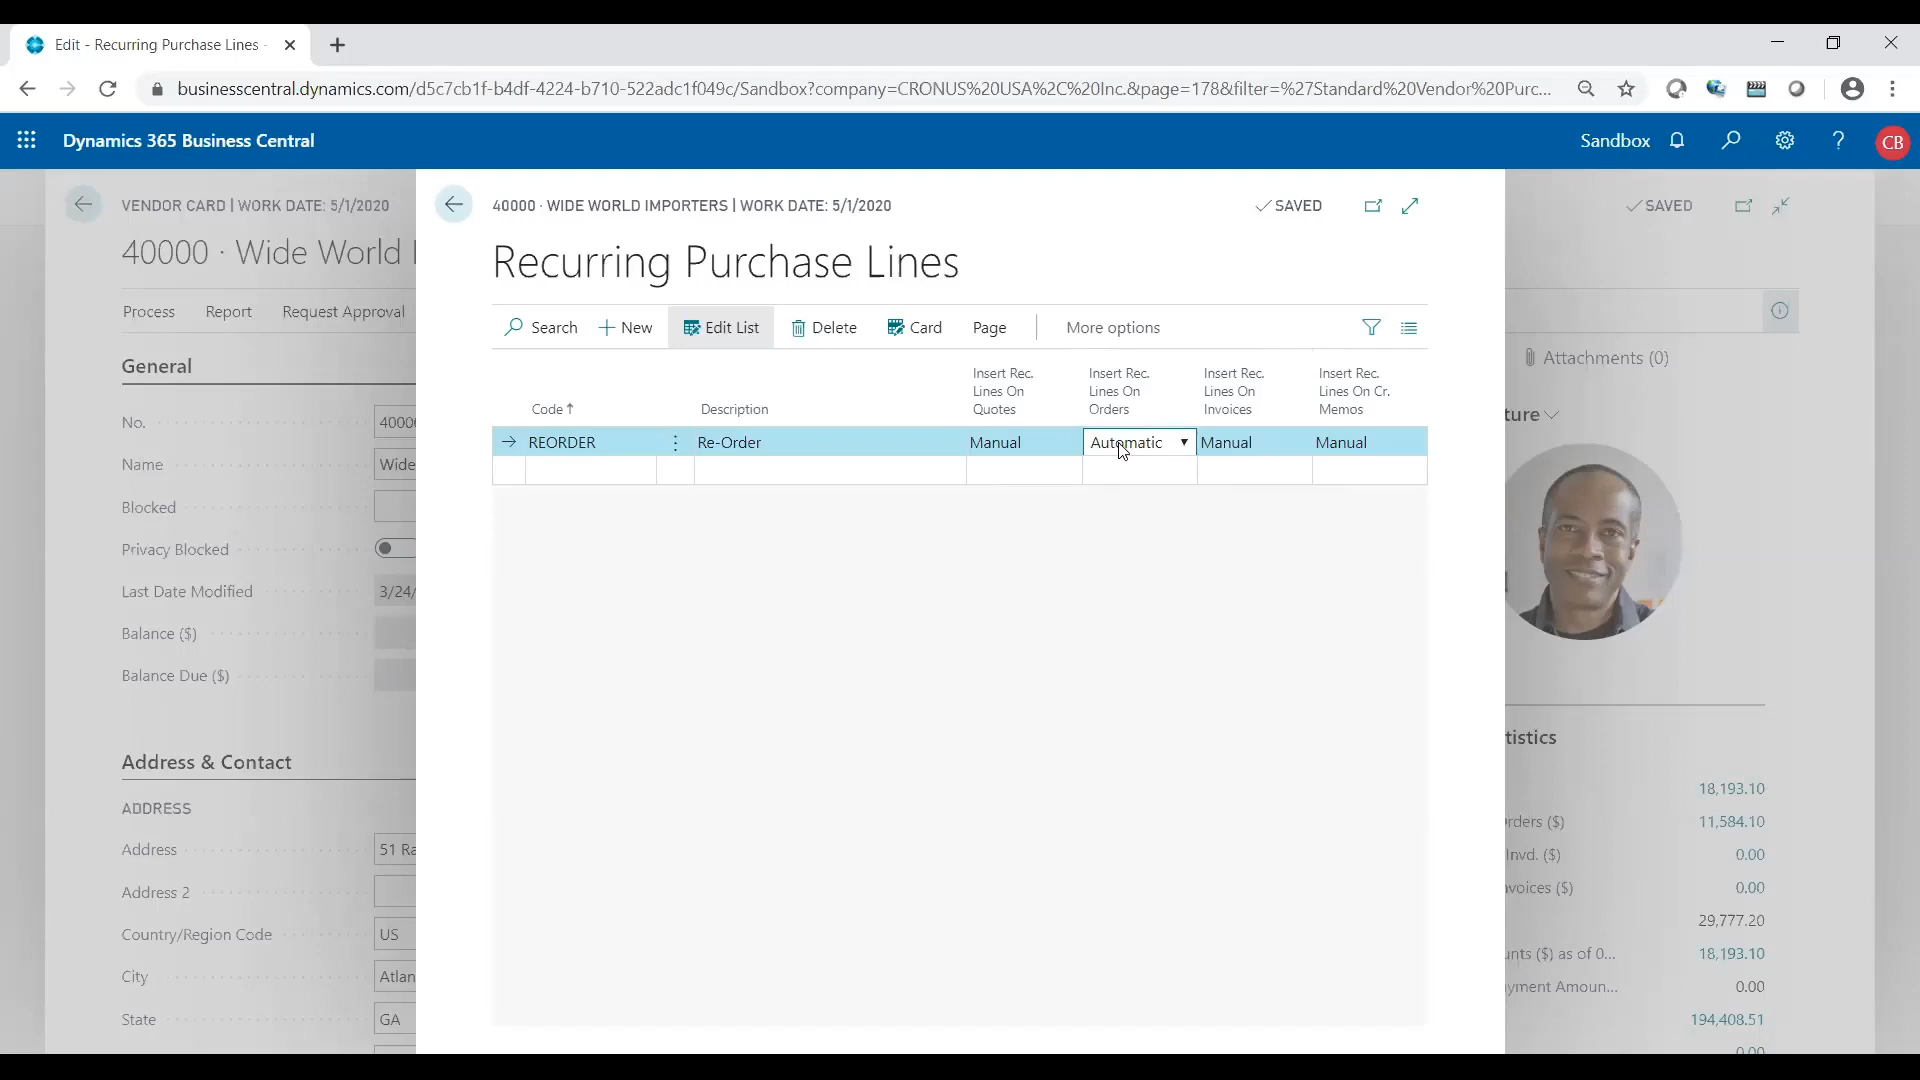 Edit - Recurring Purchase Lines -
businesscentral.dynamics.com/d5c7cb1f-b4df-4224-b710-522adc1f049c/Sandbox?company=CRONUS%20USA%2C%20Inc.&page=178&filter=%27Standard%20Vendor%20Purc...
Dynamics 365 Business Central
Sandbox
?
CB
VENDOR CARD | WORK DATE: 5/1/2020
40000 · Wide World
Process
Report
Request Approval
General
No.
40000
Name
Wide
Blocked
Privacy Blocked
Last Date Modified
3/24/
Balance ($)
Balance Due ($)
Address & Contact
ADDRESS
Address
51 Ra
Address 2
Country/Region Code
US
City
Atlan
State
GA
40000 · WIDE WORLD IMPORTERS | WORK DATE: 5/1/2020
SAVED
Recurring Purchase Lines
Search
New
Edit List
Delete
Card
Page
More options
Code
Description
Insert Rec.
Lines On
Quotes
Insert Rec.
Lines On
Orders
Insert Rec.
Lines On
Invoices
Insert Rec.
Lines On Cr.
Memos
REORDER
Re-Order
Manual
Automatic
Manual
Manual
SAVED
Attachments (0)
ture
tistics
18,193.10
rders ($)
11,584.10
Invd. ($)
0.00
voices ($)
0.00
29,777.20
unts ($) as of 0...
18,193.10
yment Amoun...
0.00
194,408.51
0.00